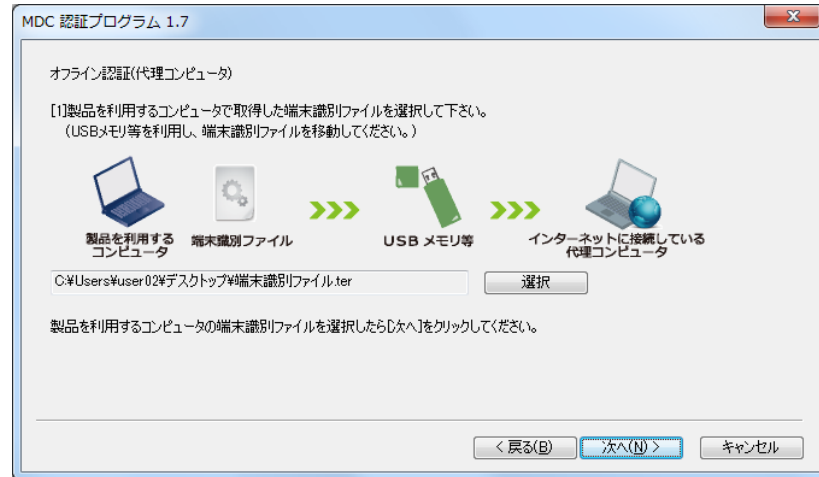 MDC 認証プログラム 1.7
オフライン認証(代理コンピュータ)
[1]製品を利用するコンピュータで取得した端末識別ファイルを選択して下さい。
(USBメモリ等を利用し、端末識別ファイルを移動してください。)
製品を利用する
コンピュータ
端末識別ファイル
USB メモリ等
インターネットに接続している
代理コンピュータ
C:¥Users¥user02¥デスクトップ¥端末識別ファイル.ter
選択
製品を利用するコンピュータの端末識別ファイルを選択したら[次へ]をクリックしてください。
< 戻る(B)
次へ(N) >
キャンセル